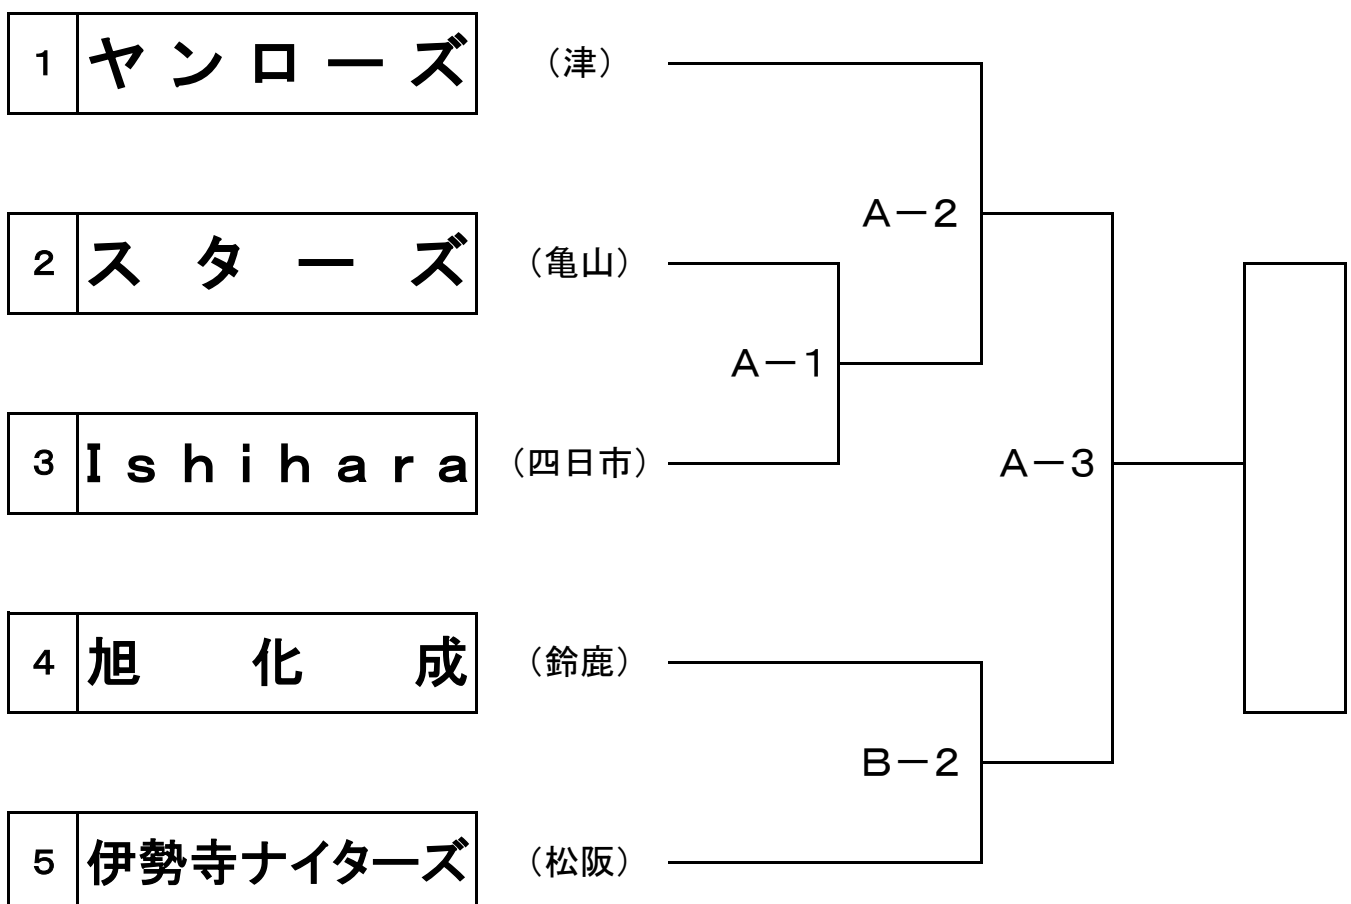 1 ヤンローズ （津）
A－2
2 スターズ （亀山）
A－1
3 Ｉｓｈｉｈａｒａ （四日市） A－3
4 旭化成 （鈴鹿）
B－2
5 伊勢寺ナイターズ （松阪）